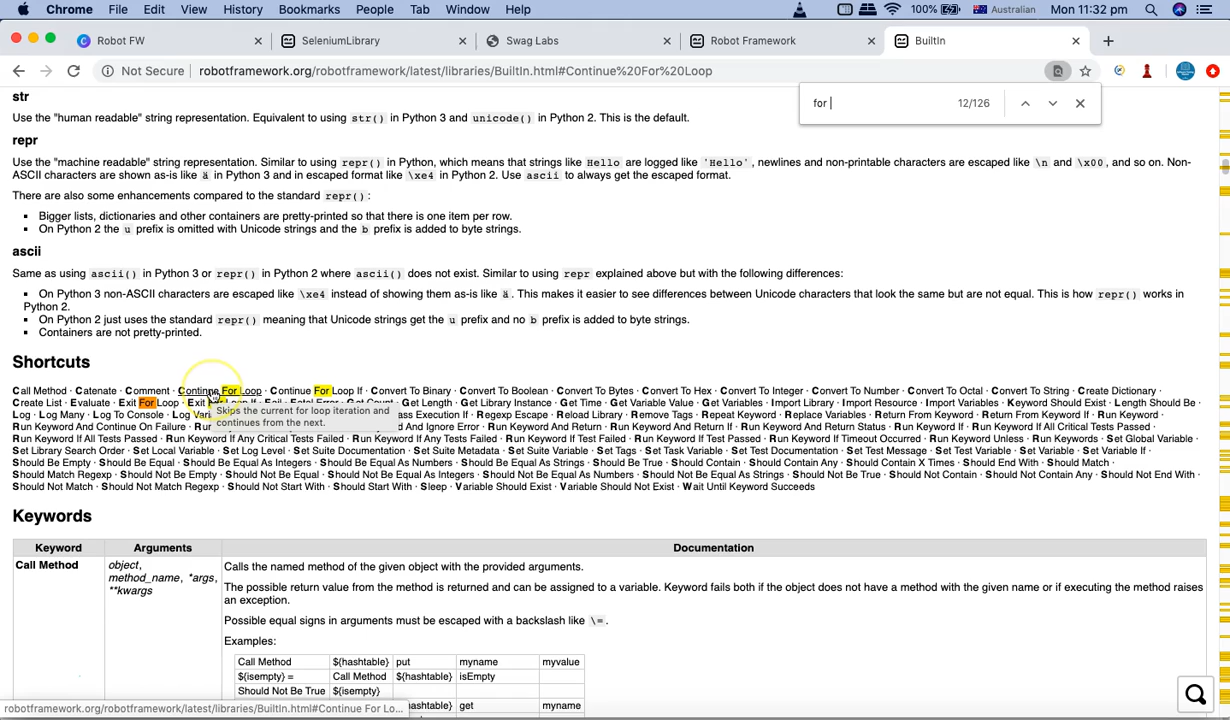 Chrome File Edit View History Bookmarks People Tab Window Help 100% Australian Mon 11:32 pm
Robot FW × SeleniumLibrary × Swag Labs × Robot Framework × BuiltIn ×
Not Secure robotframework.org/robotframework/latest/libraries/BuiltIn.html#Continue%20For%20Loop
for 12/126
str
Use the "human readable" string representation. Equivalent to using str() in Python 3 and unicode() in Python 2. This is the default.
repr
Use the "machine readable" string representation. Similar to using repr() in Python, which means that strings like Hello are logged like 'Hello', newlines and non-printable characters are escaped like \n and \x00, and so on. Non-
ASCII characters are shown as-is like ä in Python 3 and in escaped format like \xe4 in Python 2. Use ascii to always get the escaped format.
There are also some enhancements compared to the standard repr():
▪ Bigger lists, dictionaries and other containers are pretty-printed so that there is one item per row.
▪ On Python 2 the u prefix is omitted with Unicode strings and the b prefix is added to byte strings.
ascii
Same as using ascii() in Python 3 or repr() in Python 2 where ascii() does not exist. Similar to using repr explained above but with the following differences:
▪ On Python 3 non-ASCII characters are escaped like \xe4 instead of showing them as-is like ä. This makes it easier to see differences between Unicode characters that look the same but are not equal. This is how repr() works in
Python 2.
▪ On Python 2 just uses the standard repr() meaning that Unicode strings get the u prefix and no b prefix is added to byte strings.
▪ Containers are not pretty-printed.
Shortcuts
Call Method · Catenate · Comment · Continue For Loop · Continue For Loop If · Convert To Binary · Convert To Boolean · Convert To Bytes · Convert To Hex · Convert To Integer · Convert To Number · Convert To Octal · Convert To String · Create Dictionary ·
Create List · Evaluate · Exit For Loop · Exit For Loop If · Fail · Fatal Error · Get Count · Get Length · Get Library Instance · Get Time · Get Variable Value · Get Variables · Import Library · Import Resource · Import Variables · Keyword Should Exist · Length Should Be ·
Log · Log Many · Log To Console · Log Skips the current for loop iteration and ass Execution If · Regexp Escape · Reload Library · Remove Tags · Repeat Keyword · Replace Variables · Return From Keyword · Return From Keyword If · Run Keyword ·
Run Keyword And Continue On Failure · continues from the next. And Ignore Error · Run Keyword And Return · Run Keyword And Return If · Run Keyword And Return Status · Run Keyword If · Run Keyword If All Critical Tests Passed ·
Run Keyword If All Tests Passed · Run Keyword If Any Critical Tests Failed · Run Keyword If Any Tests Failed · Run Keyword If Test Failed · Run Keyword If Test Passed · Run Keyword If Timeout Occurred · Run Keyword Unless · Run Keywords · Set Global Variable ·
Set Library Search Order · Set Local Variable · Set Log Level · Set Suite Documentation · Set Suite Metadata · Set Suite Variable · Set Tags · Set Task Variable · Set Test Documentation · Set Test Message · Set Test Variable · Set Variable · Set Variable If ·
Should Be Empty · Should Be Equal · Should Be Equal As Integers · Should Be Equal As Numbers · Should Be Equal As Strings · Should Be True · Should Contain · Should Contain Any · Should Contain X Times · Should End With · Should Match ·
Should Match Regexp · Should Not Be Empty · Should Not Be Equal · Should Not Be Equal As Integers · Should Not Be Equal As Numbers · Should Not Be Equal As Strings · Should Not Be True · Should Not Contain · Should Not Contain Any · Should Not End With ·
Should Not Match · Should Not Match Regexp · Should Not Start With · Should Start With · Sleep · Variable Should Exist · Variable Should Not Exist · Wait Until Keyword Succeeds
Keywords
Keyword Arguments Documentation
Call Method object, Calls the named method of the given object with the provided arguments.
method_name, *args,
**kwargs
The possible return value from the method is returned and can be assigned to a variable. Keyword fails both if the object does not have a method with the given name or if executing the method raises
an exception.
Possible equal signs in arguments must be escaped with a backslash like \=.
Examples:
Call Method ${hashtable} put myname myvalue
${isempty} = Call Method ${hashtable} isEmpty
Should Not Be True ${isempty}
hashtable} get myname
robotframework.org/robotframework/latest/libraries/BuiltIn.html#Continue For Lo...